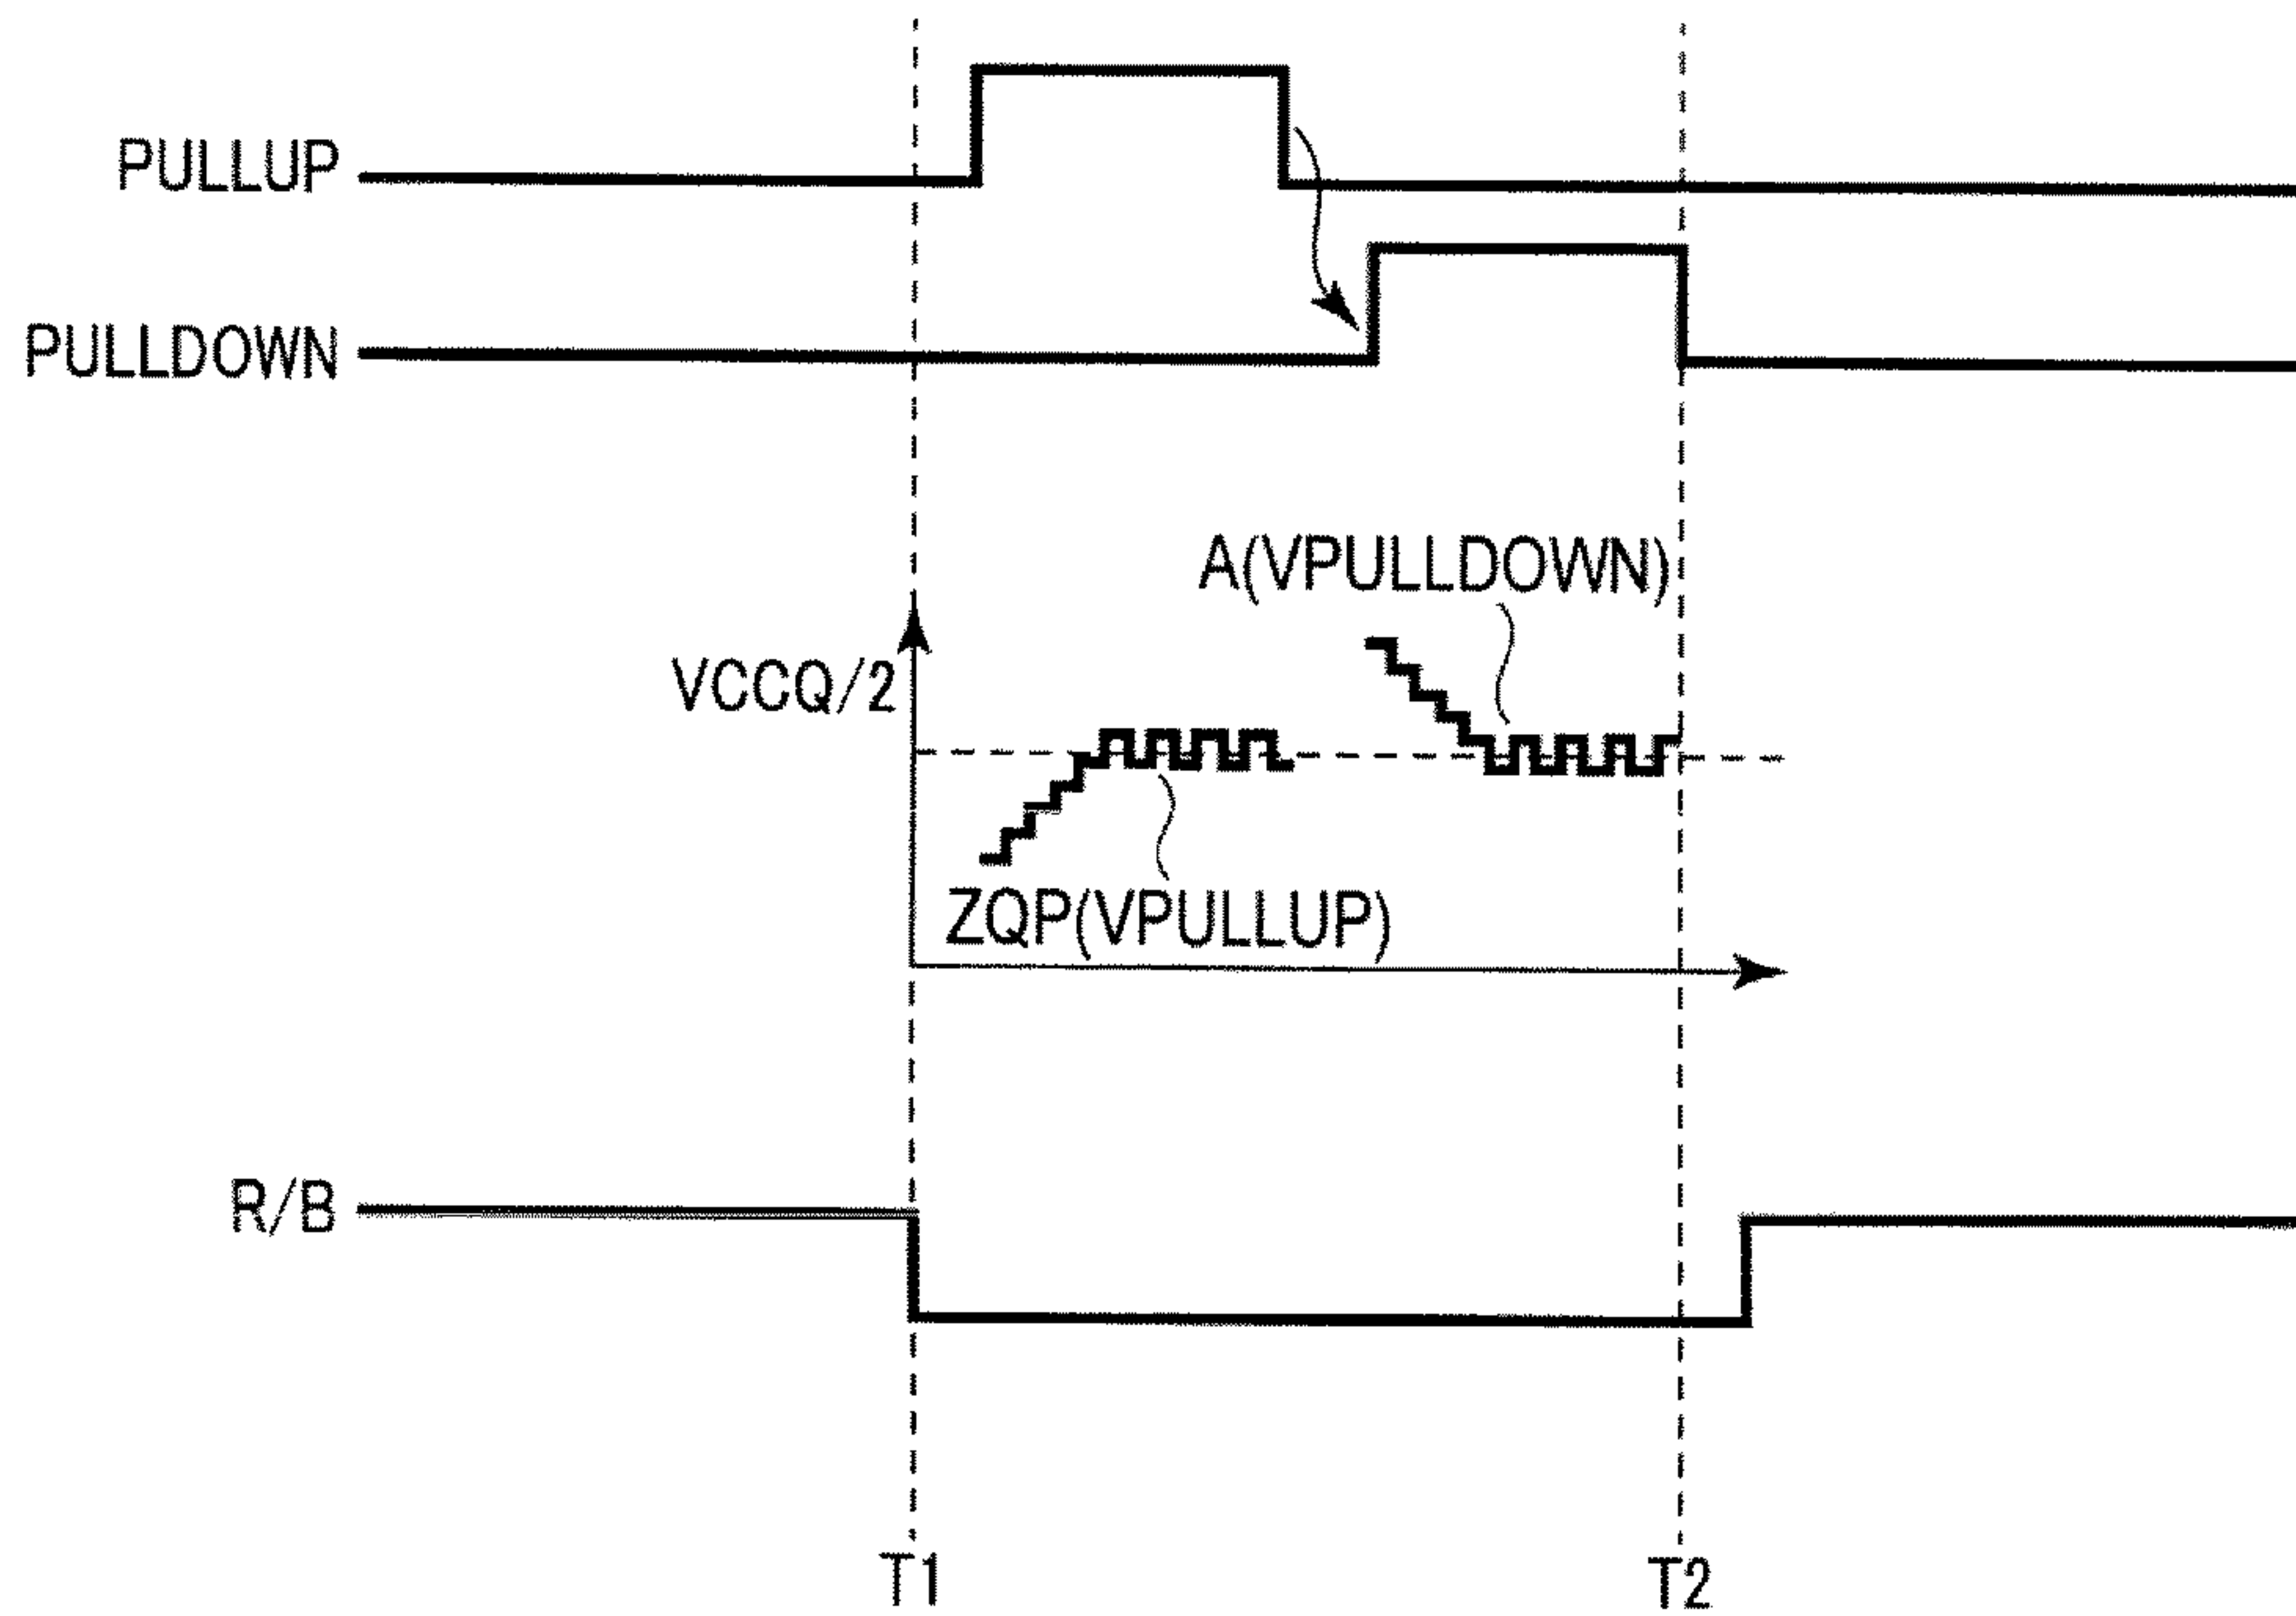 PULLUP
PULLDOWN
A(VPULLDOWN)
VCCQ/2
ZQP(VPULLUP)
R/B
T1
T2